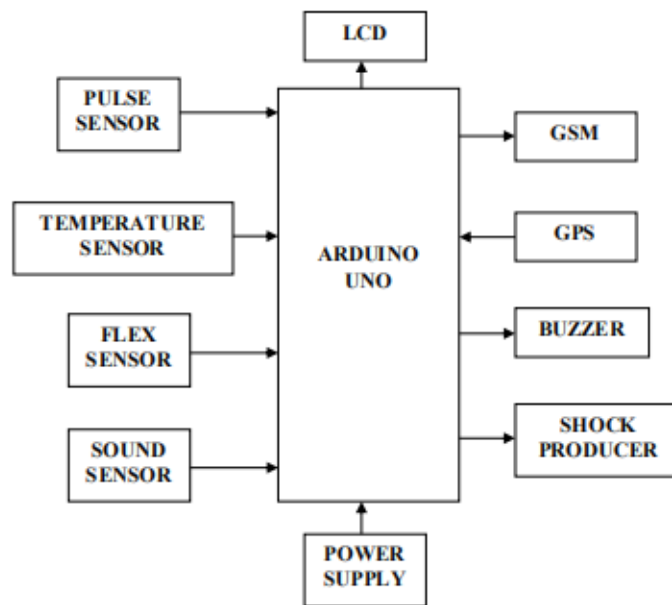 LCD
PULSE
SENSOR
GSM
TEMPERATURE
SENSOR
GPS
ARDUINO
UNO
FLEX
SENSOR
BUZZER
SOUND
SENSOR
SHOCK
PRODUCER
POWER
SUPPLY